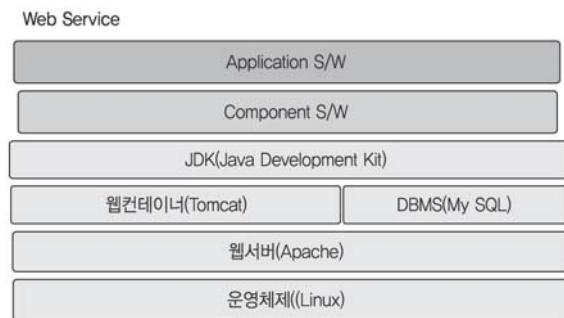 Web Service
Application S/W
Component S/W
JDK(Java Development Kit)
웹컨테이너(Tomcat)
DBMS(My SQL)
웹서버(Apache)
운영체제((Linux)